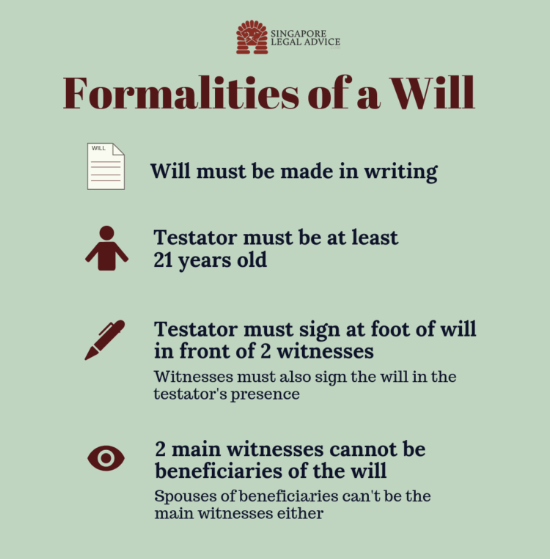 SINGAPORE
LEGAL ADVICE
Formalities of a Will
WILL
Will must be made in writing
Testator must be at least
21 years old
Testator must sign at foot of will
in front of 2 witnesses
Witnesses must also sign the will in the
testator's presence
2 main witnesses cannot be
beneficiaries of the will
Spouses of beneficiaries can't be the
main witnesses either